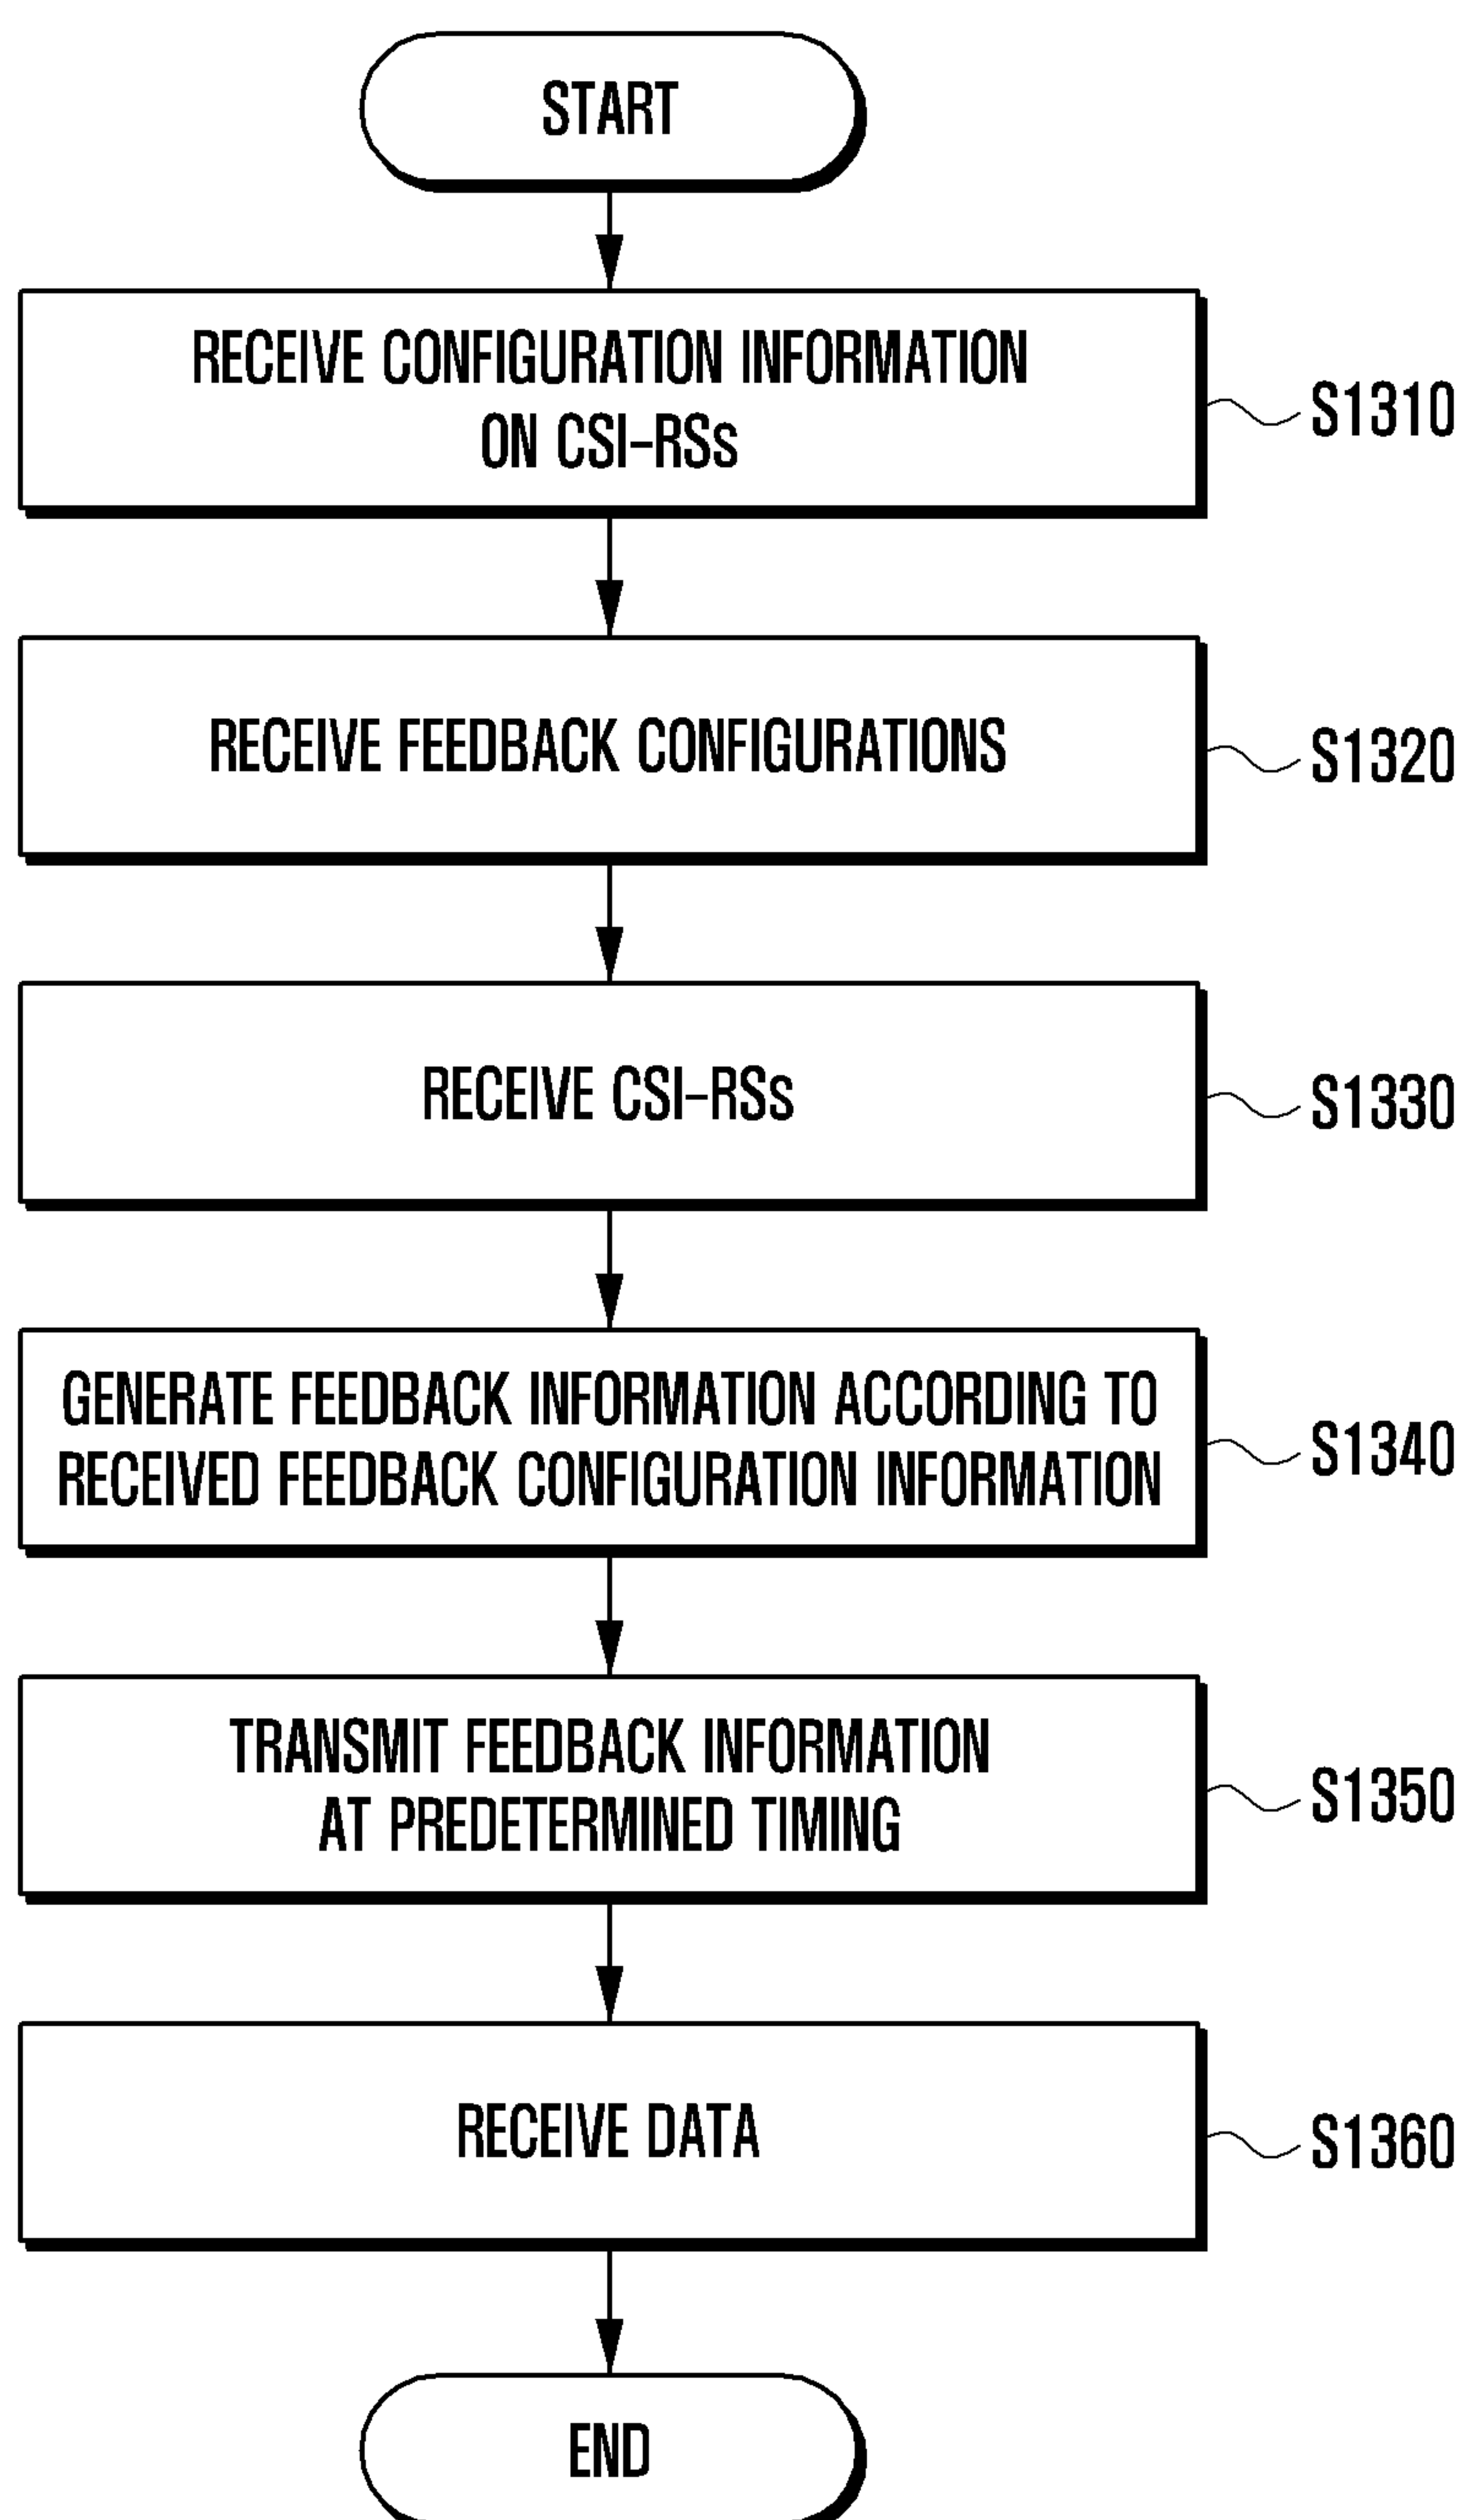 START
RECEIVE CONFIGURATION INFORMATION
ON CSI-RSs
S1310
RECEIVE FEEDBACK CONFIGURATIONS
S1320
RECEIVE CSI-RSs
S1330
GENERATE FEEDBACK INFORMATION ACCORDING TO
RECEIVED FEEDBACK CONFIGURATION INFORMATION
S1340
TRANSMIT FEEDBACK INFORMATION
AT PREDETERMINED TIMING
S1350
RECEIVE DATA
S1360
END